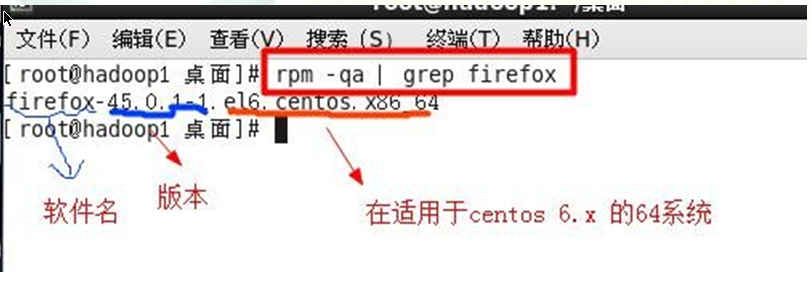 root@hadoop1:/桌面
文件(F) 编辑(E) 查看(V) 搜索 (S) 终端(T) 帮助(H)
[root@hadoop1 桌面]# rpm -qa | grep firefox
firefox-45.0.1-1.el6.centos.x86_64
[root@hadoop1 桌面]#
软件名
版本
在适用于centos 6.x 的64系统